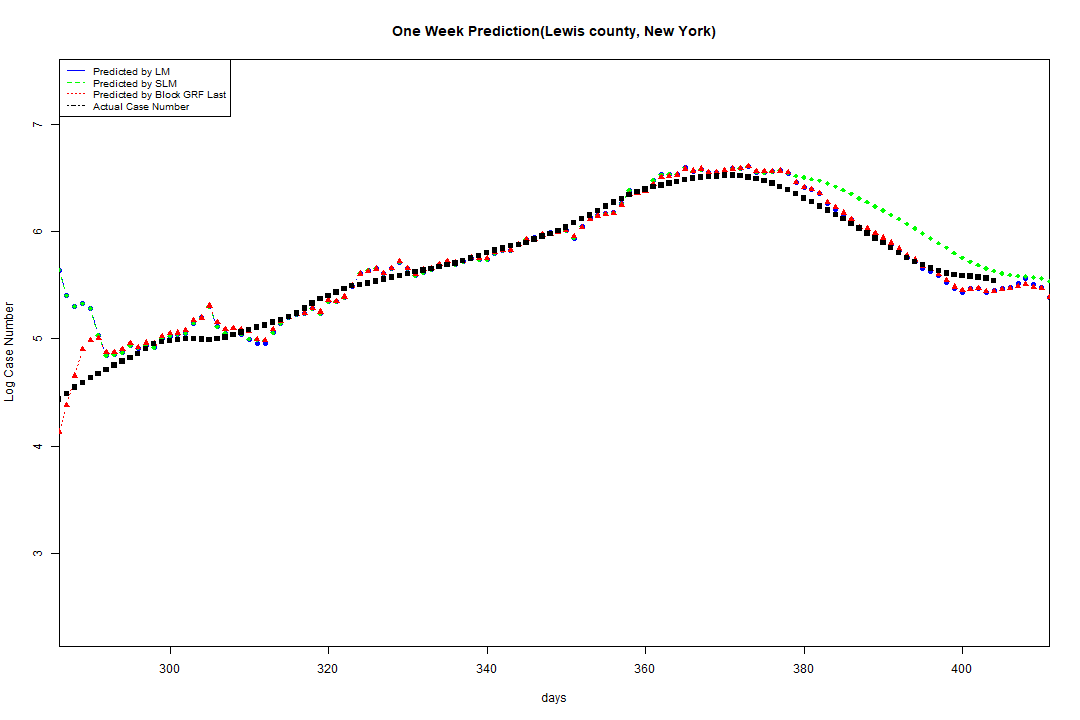 One Week Prediction(Lewis county, New York)
Predicted by LM
Predicted by SLM
Predicted by Block GRF Last
Actual Case Number
7
6
5
4
3
Log Case Number
300 320 340 360 380 400
days